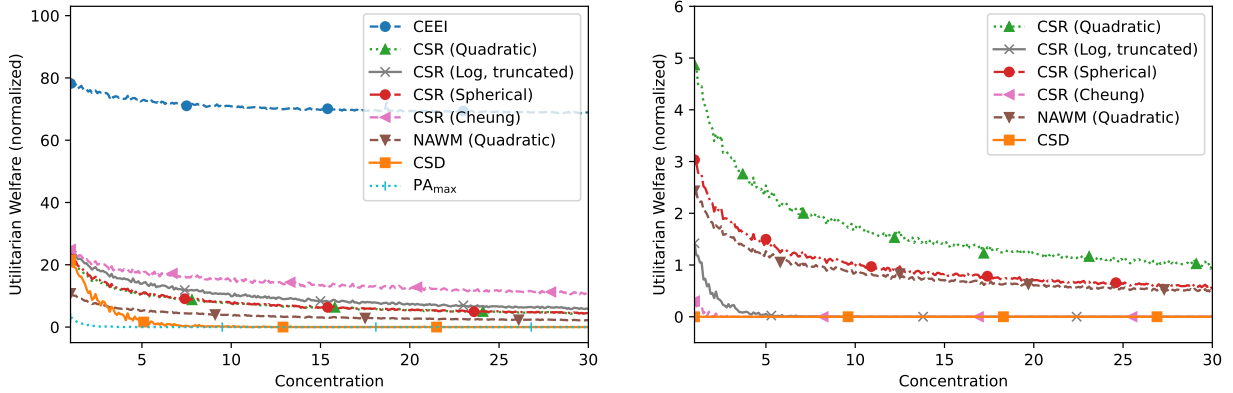 100
80
60
40
20
0
5
10
15
20
25
30
Utilitarian Welfare (normalized)
Concentration
CEEI
CSR (Quadratic)
CSR (Log, truncated)
CSR (Spherical)
CSR (Cheung)
NAWM (Quadratic)
CSD
PAmax
6
5
4
3
2
1
0
5
10
15
20
25
30
Utilitarian Welfare (normalized)
Concentration
CSR (Quadratic)
CSR (Log, truncated)
CSR (Spherical)
CSR (Cheung)
NAWM (Quadratic)
CSD